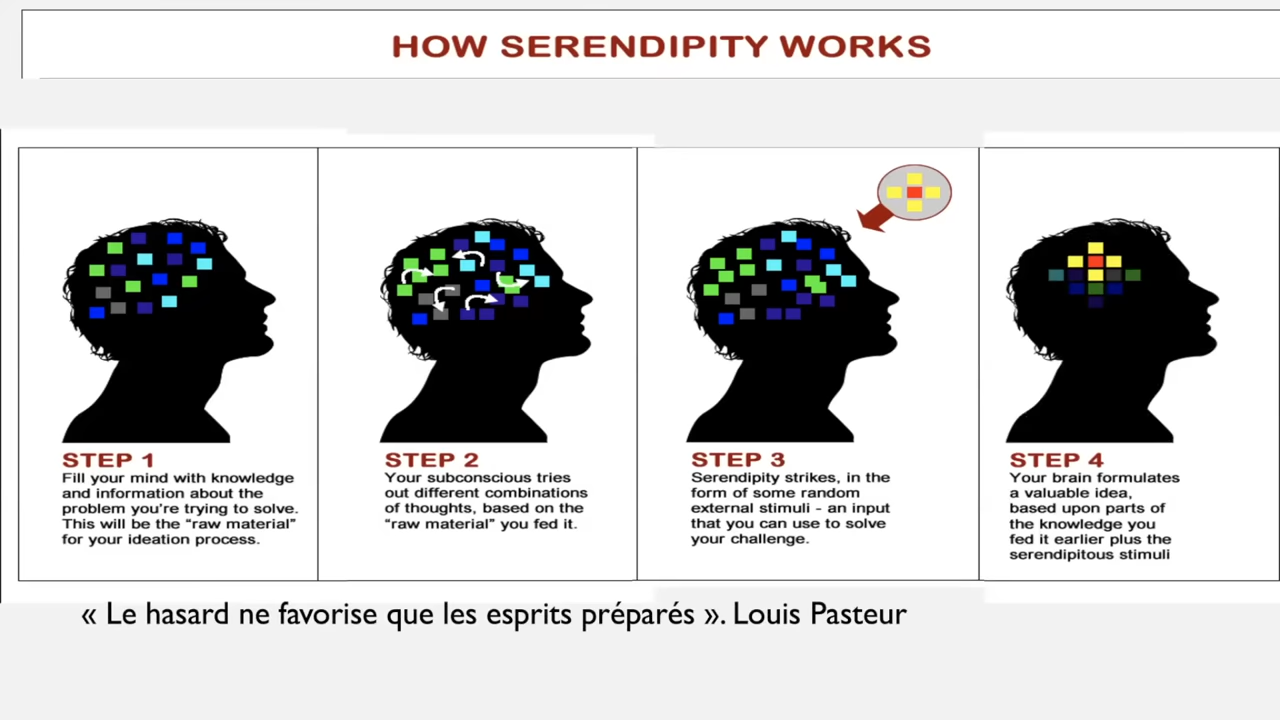 HOW SERENDIPITY WORKS
STEP 1
Fill your mind with knowledge
and information about the
problem you're trying to solve.
This will be the “raw material”
for your ideation process.
STEP 2
Your subconscious tries
out different combinations
of thoughts, based on the
“raw material” you fed it.
STEP 3
Serendipity strikes, in the
form of some random
external stimuli - an input
that you can use to solve
your challenge.
STEP 4
Your brain formulates
a valuable idea,
based upon parts of
the knowledge you
fed it earlier plus the
serendipitous stimuli
« Le hasard ne favorise que les esprits préparés ». Louis Pasteur